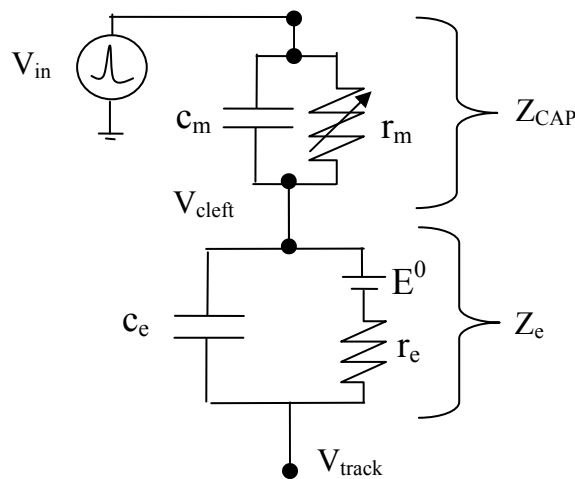 V_in
c_m
r_m
Z_CAP
V_cleft
E^0
c_e
r_e
Z_e
V_track